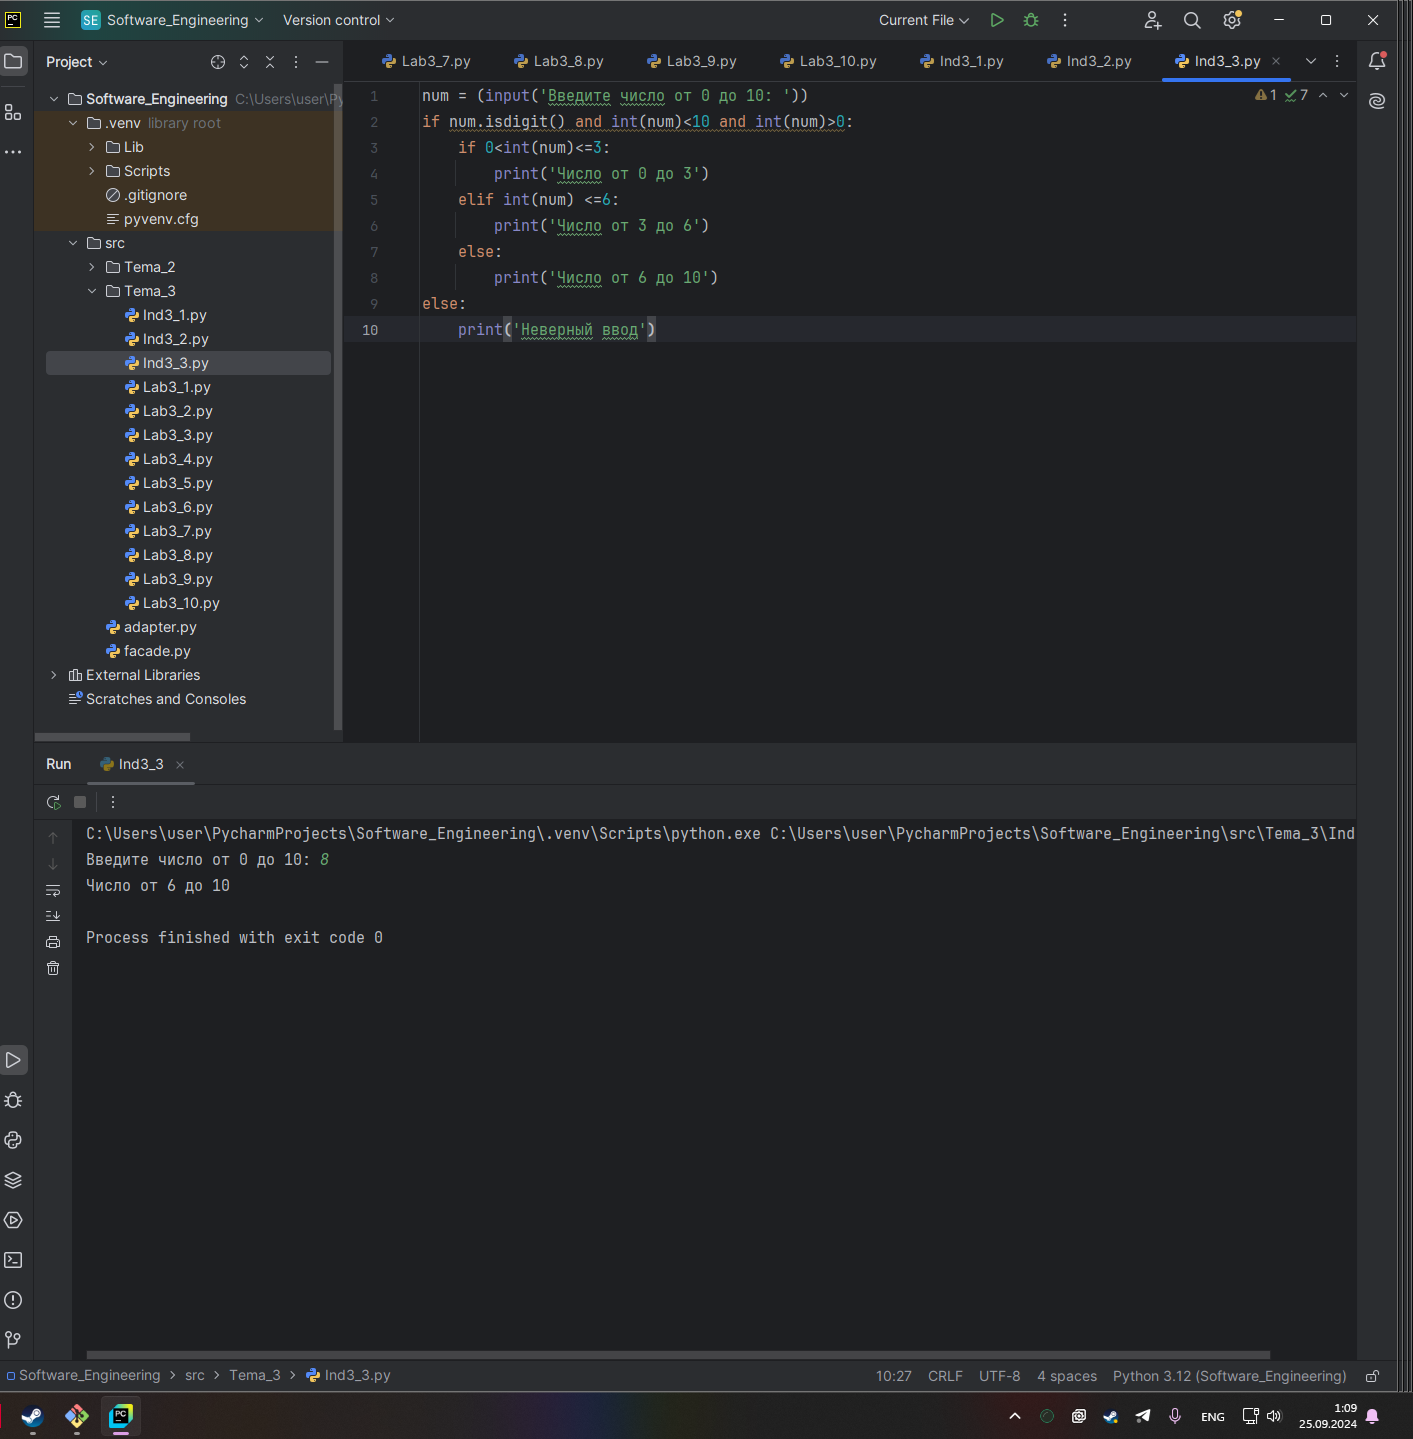 PC
SE Software_Engineering Version control Current File
Project Lab3_7.py Lab3_8.py Lab3_9.py Lab3_10.py Ind3_1.py Ind3_2.py Ind3_3.py
Software_Engineering C:\Users\user\Py
.venv library root
Lib
Scripts
.gitignore
pyvenv.cfg
src
Tema_2
Tema_3
Ind3_1.py
Ind3_2.py
Ind3_3.py
Lab3_1.py
Lab3_2.py
Lab3_3.py
Lab3_4.py
Lab3_5.py
Lab3_6.py
Lab3_7.py
Lab3_8.py
Lab3_9.py
Lab3_10.py
adapter.py
facade.py
External Libraries
Scratches and Consoles
1 num = (input('Введите число от 0 до 10: ')) 1 7
2 if num.isdigit() and int(num)<10 and int(num)>0:
3 if 0<int(num)<=3:
4 print('Число от 0 до 3')
5 elif int(num) <=6:
6 print('Число от 3 до 6')
7 else:
8 print('Число от 6 до 10')
9 else:
10 print('Неверный ввод')
Run Ind3_3
C:\Users\user\PycharmProjects\Software_Engineering\.venv\Scripts\python.exe C:\Users\user\PycharmProjects\Software_Engineering\src\Tema_3\Ind
Введите число от 0 до 10: 8
Число от 6 до 10
Process finished with exit code 0
Software_Engineering > src > Tema_3 > Ind3_3.py 10:27 CRLF UTF-8 4 spaces Python 3.12 (Software_Engineering)
PC ENG 1:09
25.09.2024